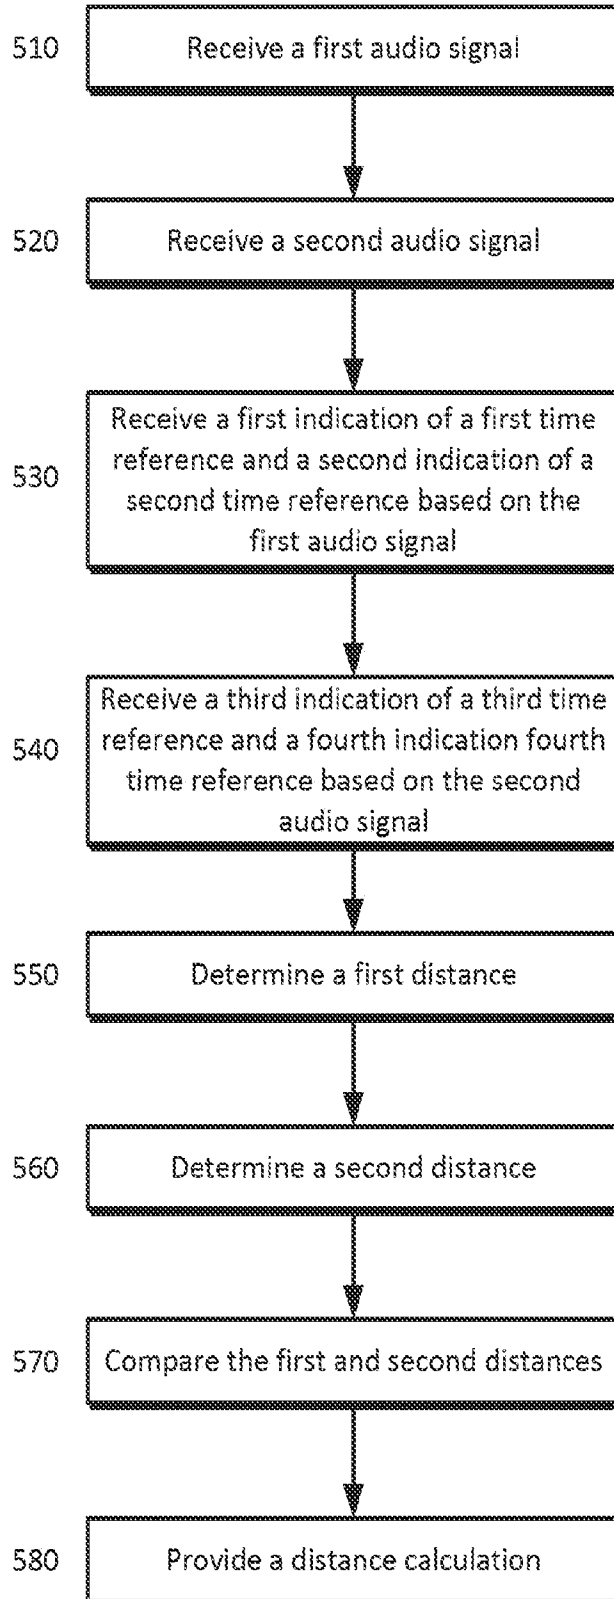 510
Receive a first audio signal
520
Receive a second audio signal
530
Receive a first indication of a first time
reference and a second indication of a
second time reference based on the
first audio signal
540
Receive a third indication of a third time
reference and a fourth indication fourth
time reference based on the second
audio signal
550
Determine a first distance
560
Determine a second distance
570
Compare the first and second distances
580
Provide a distance calculation